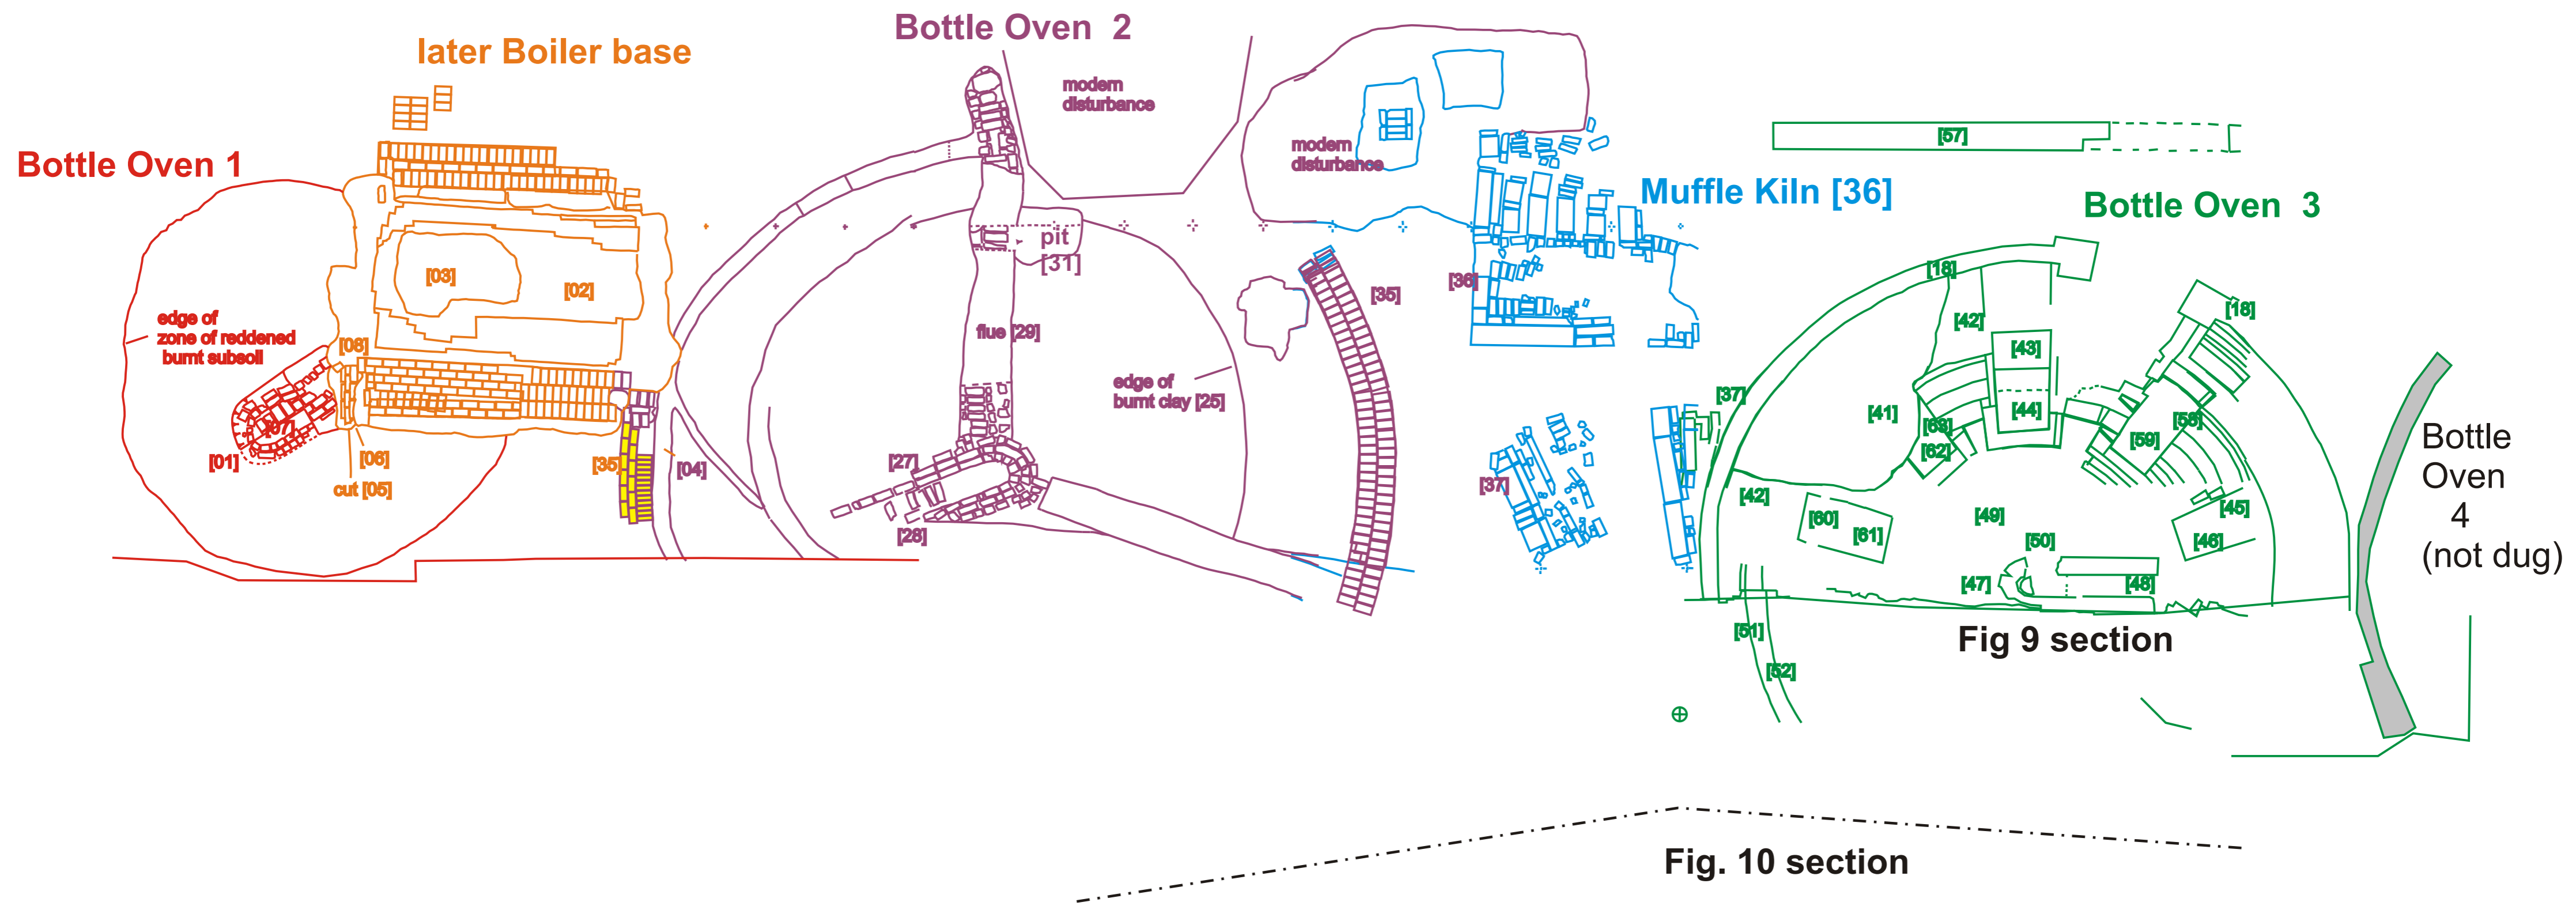 Bottle Oven 1
later Boiler base
Bottle Oven 2
modern
disturbance
modern
disturbance
Muffle Kiln [36]
Bottle Oven 3
[57]
[03]
[02]
edge of
zone of reddened
burnt subsoil
[08]
[07]
[01]
[06]
cut [05]
[35]
[04]
pit
[31]
flue [29]
edge of
burnt clay [25]
[27]
[28]
[35]
[36]
[37]
[37]
[18]
[18]
[42]
[43]
[44]
[41]
[63]
[62]
[58]
[59]
[42]
[60]
[61]
[49]
[45]
[46]
[50]
[47]
[48]
[51]
[52]
Bottle
Oven
4
(not dug)
Fig 9 section
Fig. 10 section